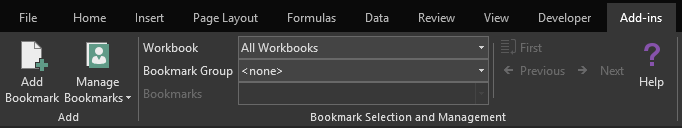 File Home Insert Page Layout Formulas Data Review View Developer Add-ins
Workbook All Workbooks First
Add Bookmark
Manage Bookmarks
Bookmark Group <none> Previous Next Help
Bookmarks
Add Bookmark Selection and Management